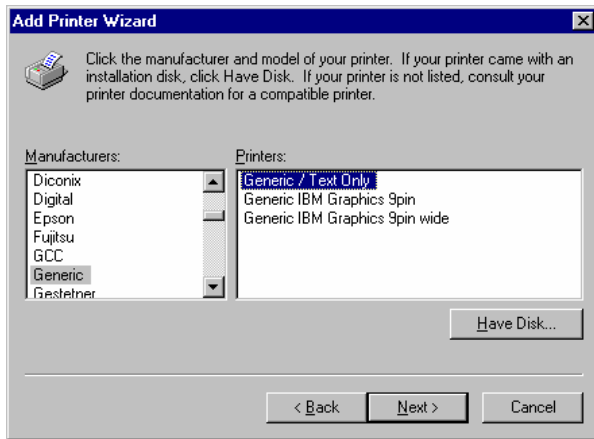 Add Printer Wizard
Click the manufacturer and model of your printer. If your printer came with an
installation disk, click Have Disk. If your printer is not listed, consult your
printer documentation for a compatible printer.
Manufacturers:
Diconix
Digital
Epson
Fujitsu
GCC
Generic
Gestetner
Printers:
Generic / Text Only
Generic IBM Graphics 9pin
Generic IBM Graphics 9pin wide
Have Disk...
< Back
Next >
Cancel